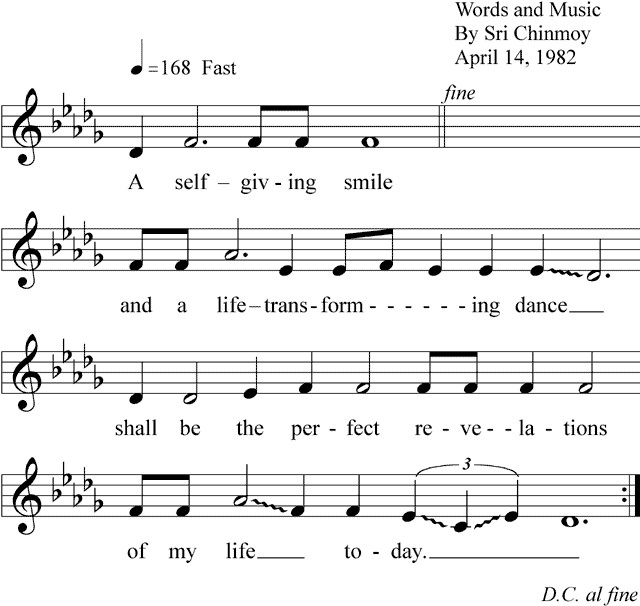 Words and Music
By Sri Chinmoy
April 14, 1982
=168 Fast
fine
A self – giv - ing smile
and a life – trans - form - - - - - - ing dance
shall be the per - fect re - ve - - la - tions
3
of my life to - day.
D.C. al fine